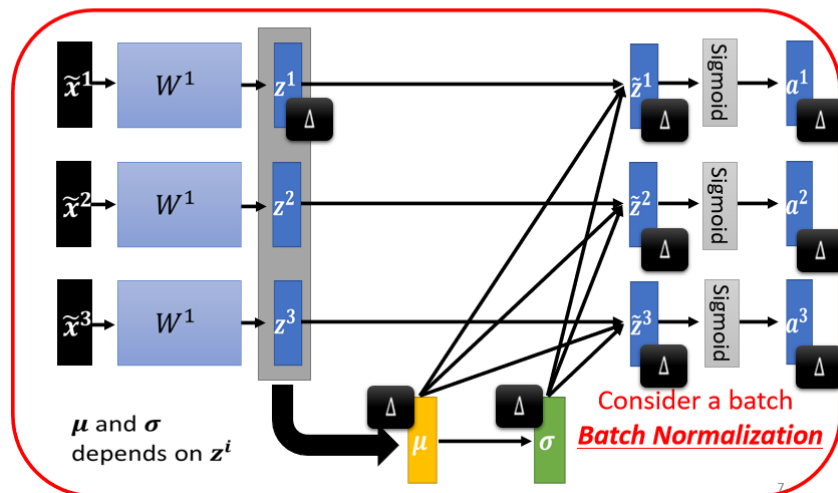 x̃¹ W¹ z¹ z̃¹ Sigmoid a¹
Δ Δ Δ
x̃² W¹ z² z̃² Sigmoid a²
Δ Δ
x̃³ W¹ z³ z̃³ Sigmoid a³
Δ Δ Δ Δ
μ and σ
depends on zⁱ
μ σ
Consider a batch
Batch Normalization
7